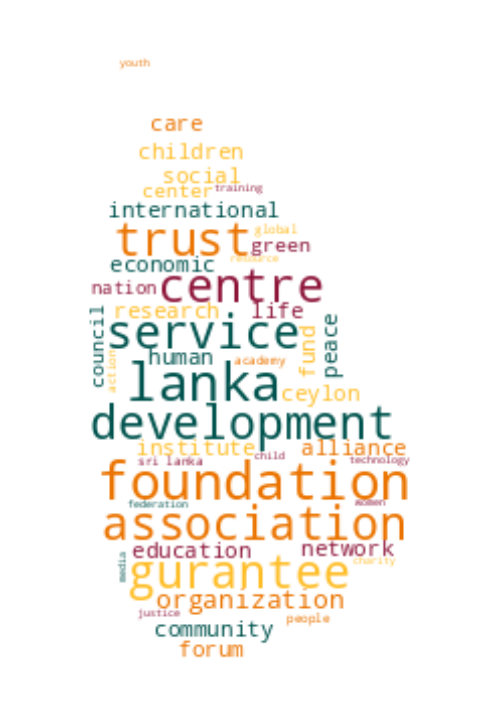 youth
care
children
social
center training
international
trust global
green
resource
economic
nation centre
research life
council
service
fund
peace
human academy
action
lanka ceylon
development
institute alliance
sri lanka child technology
foundation
federation women
association
education network
media
gurantee charity
organization
justice people
community
forum